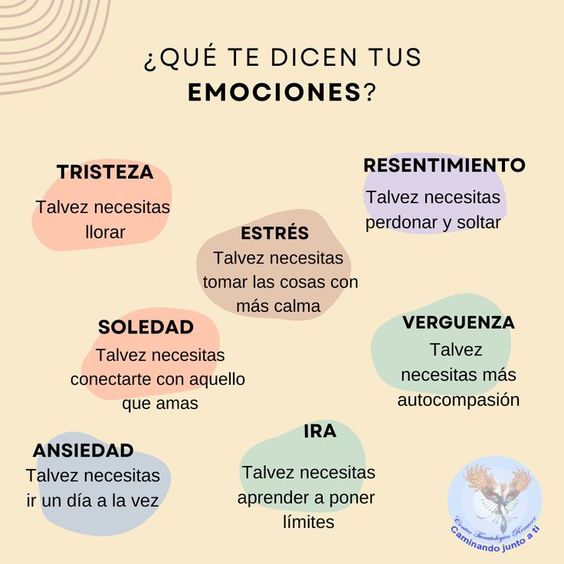 ¿QUÉ TE DICEN TUS
EMOCIONES?
TRISTEZA
Talvez necesitas
llorar
RESENTIMIENTO
Talvez necesitas
perdonar y soltar
ESTRÉS
Talvez necesitas
tomar las cosas con
más calma
SOLEDAD
Talvez necesitas
conectarte con aquello
que amas
VERGUENZA
Talvez
necesitas más
autocompasión
ANSIEDAD
Talvez necesitas
ir un día a la vez
IRA
Talvez necesitas
aprender a poner
límites
Centro Tanatológico Renacer
Caminando junto a ti